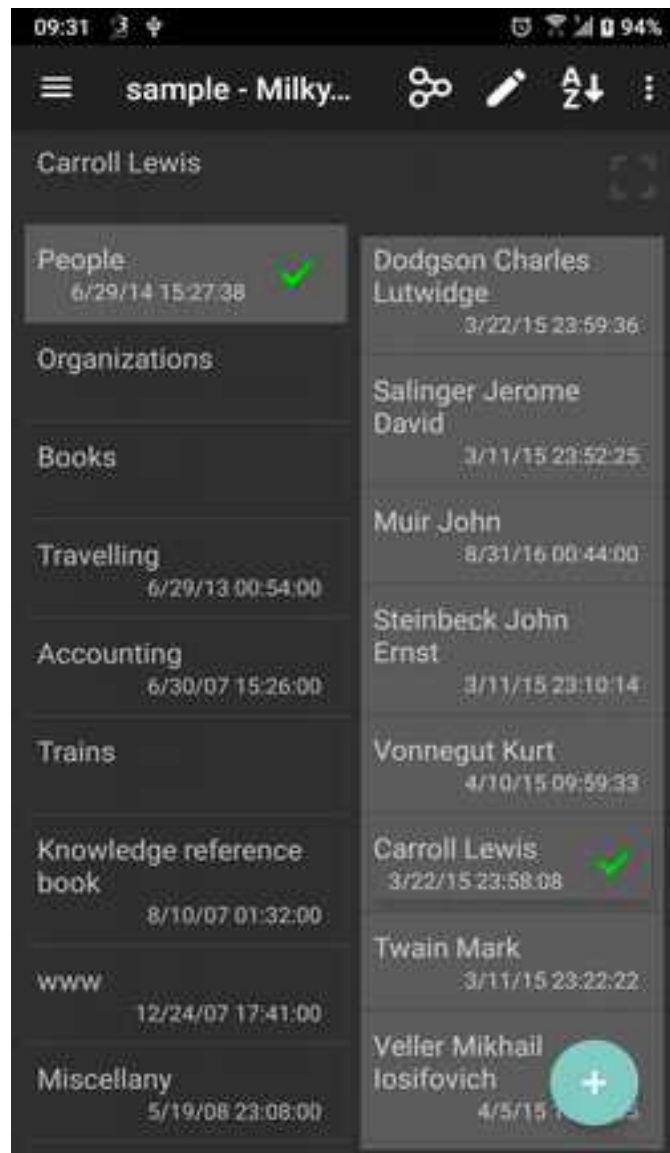 09:31
94%
sample - Milky...
A
Z
Carroll Lewis
People
6/29/14 15:27:38
Organizations
Books
Travelling
6/29/13 00:54:00
Accounting
6/30/07 15:26:00
Trains
Knowledge reference
book
8/10/07 01:32:00
www
12/24/07 17:41:00
Miscellany
5/19/08 23:08:00
Dodgson Charles
Lutwidge
3/22/15 23:59:36
Salinger Jerome
David
3/11/15 23:52:25
Muir John
8/31/16 00:44:00
Steinbeck John
Ernst
3/11/15 23:10:14
Vonnegut Kurt
4/10/15 09:59:33
Carroll Lewis
3/22/15 23:58:08
Twain Mark
3/11/15 23:22:22
Veller Mikhail
Iosifovich
4/5/15